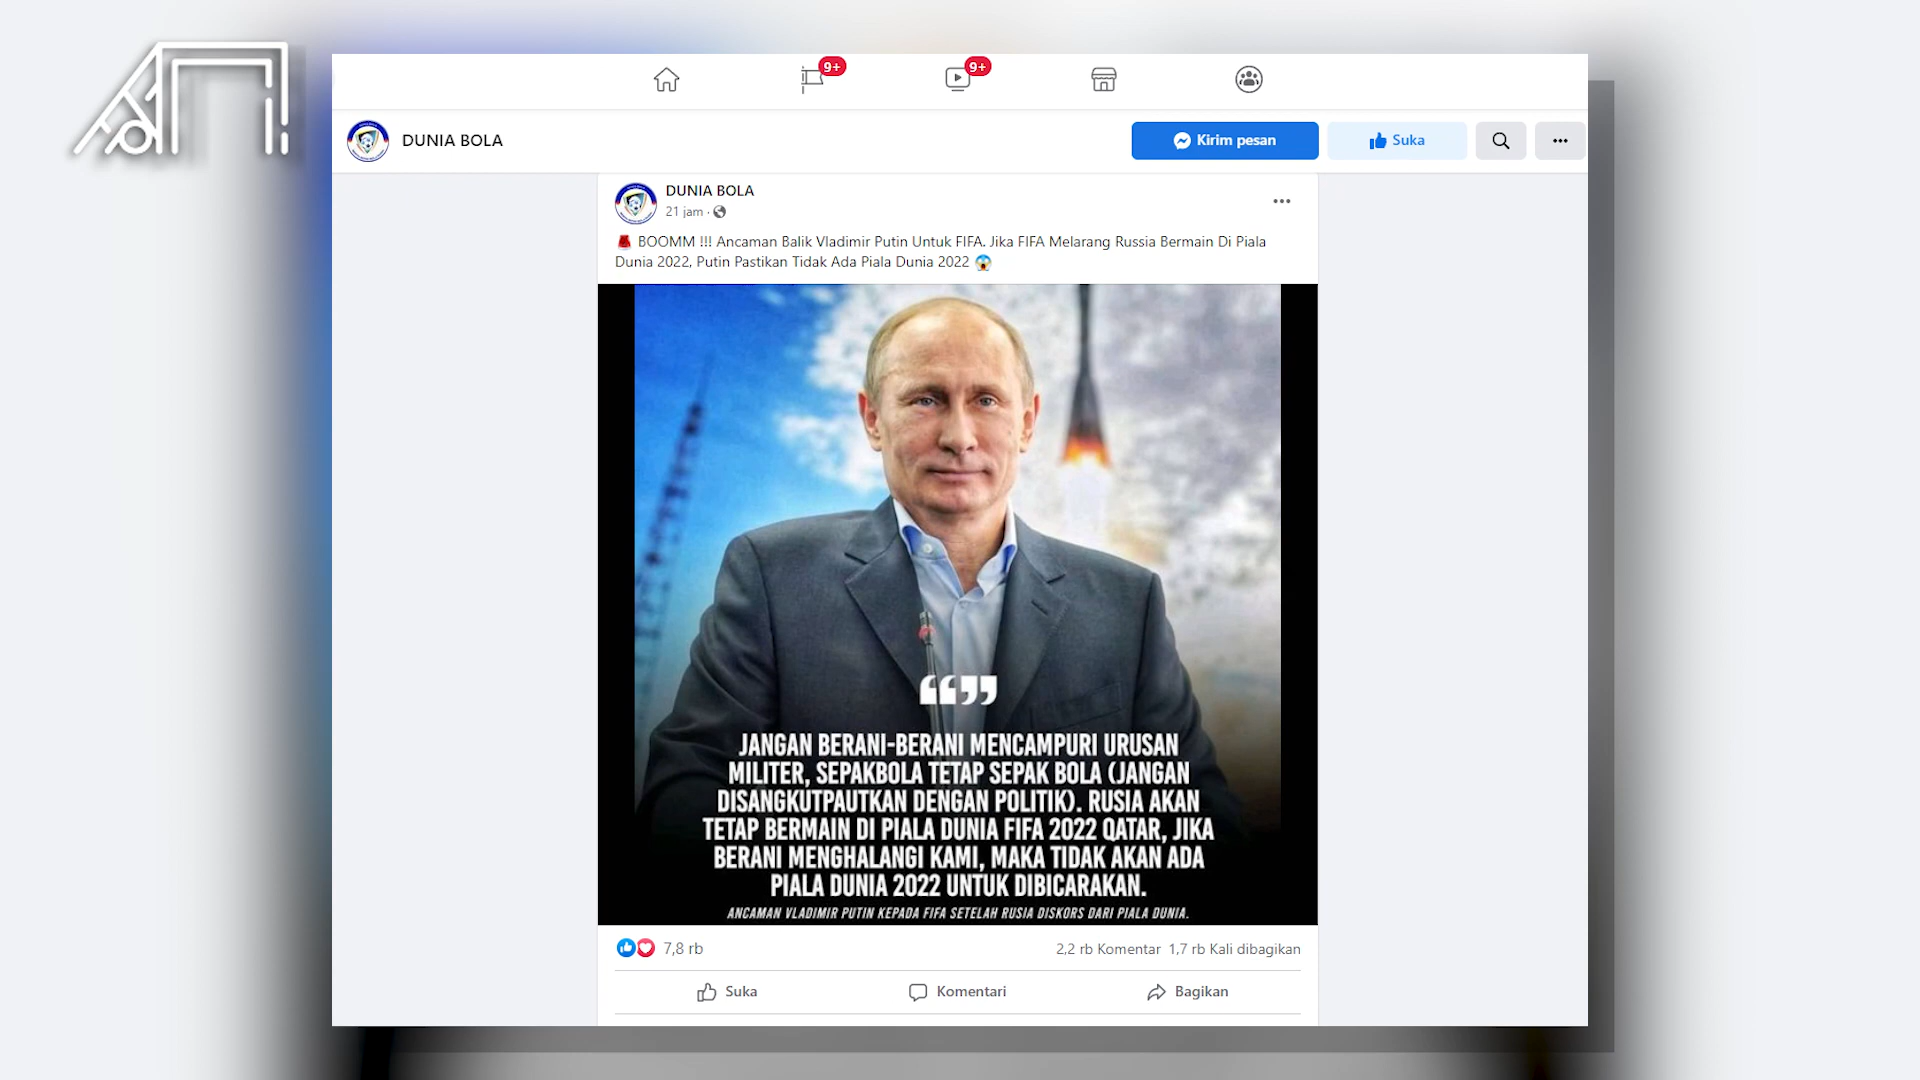 9+
9+
DUNIA BOLA
Kirim pesan
Suka
DUNIA BOLA
21 jam ·
BOOMM !!! Ancaman Balik Vladimir Putin Untuk FIFA. Jika FIFA Melarang Russia Bermain Di Piala
Dunia 2022, Putin Pastikan Tidak Ada Piala Dunia 2022
JANGAN BERANI-BERANI MENCAMPURI URUSAN
MILITER, SEPAKBOLA TETAP SEPAK BOLA (JANGAN
DISANGKUTPAUTKAN DENGAN POLITIK). RUSIA AKAN
TETAP BERMAIN DI PIALA DUNIA FIFA 2022 QATAR, JIKA
BERANI MENGHALANGI KAMI, MAKA TIDAK AKAN ADA
PIALA DUNIA 2022 UNTUK DIBICARAKAN.
ANCAMAN VLADIMIR PUTIN KEPADA FIFA SETELAH RUSIA DISKORS DARI PIALA DUNIA.
7,8 rb
2,2 rb Komentar 1,7 rb Kali dibagikan
Suka
Komentari
Bagikan